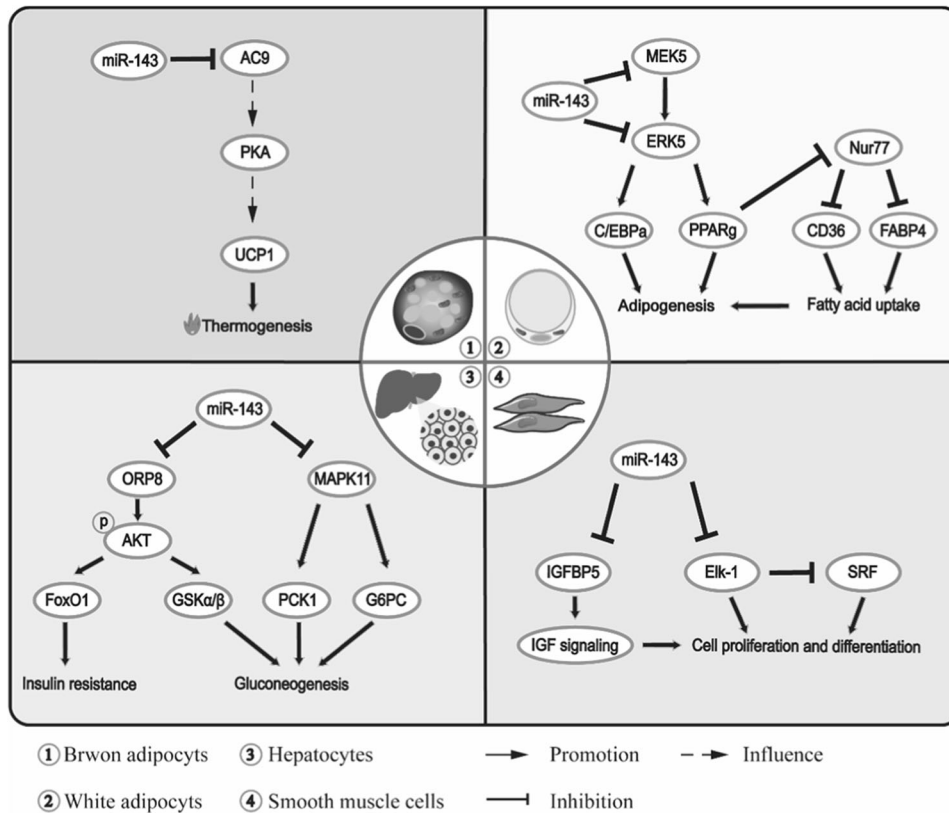 miR-143
AC9
PKA
UCP1
Thermogenesis
MEK5
miR-143
ERK5
Nur77
C/EBPa
PPARg
CD36
FABP4
Adipogenesis
Fatty acid uptake
1
2
3
4
miR-143
ORP8
MAPK11
p
AKT
FoxO1
GSKα/β
PCK1
G6PC
Insulin resistance
Gluconeogenesis
miR-143
IGFBP5
Elk-1
SRF
IGF signaling
Cell proliferation and differentiation
1 Brwon adipocyts
3 Hepatocytes
Promotion
Influence
2 White adipocyts
4 Smooth muscle cells
Inhibition